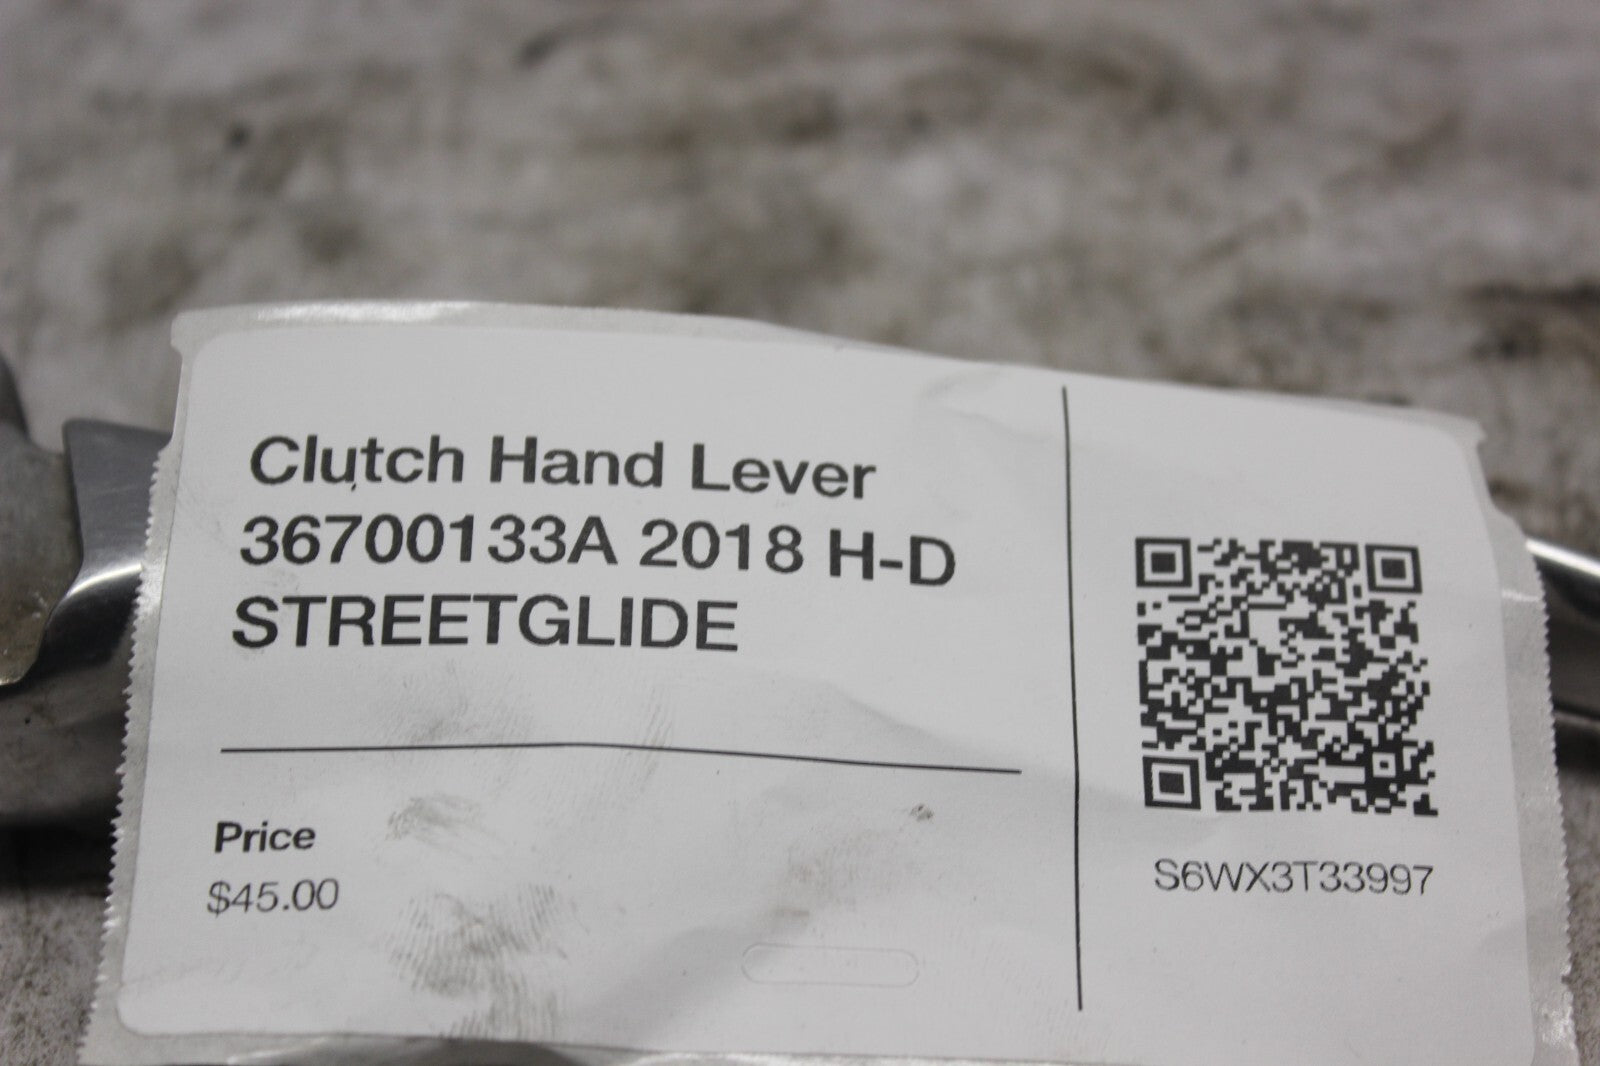 Clutch Hand Lever
36700133A 2018 H-D
STREETGLIDE
Price
$45.00
S6WX3T33997